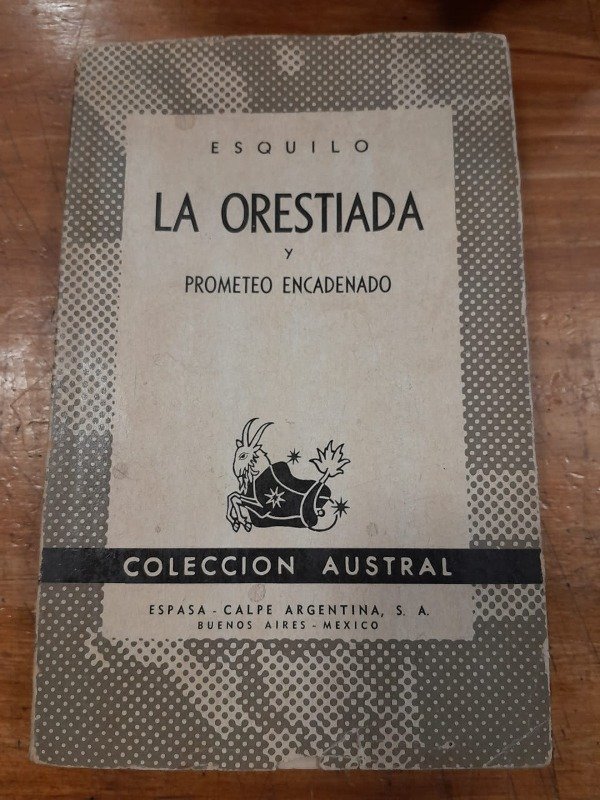 ESQUILO
LA ORESTIADA
Y
PROMETEO ENCADENADO
COLECCION AUSTRAL
ESPASA - CALPE ARGENTINA, S. A.
BUENOS AIRES - MEXICO